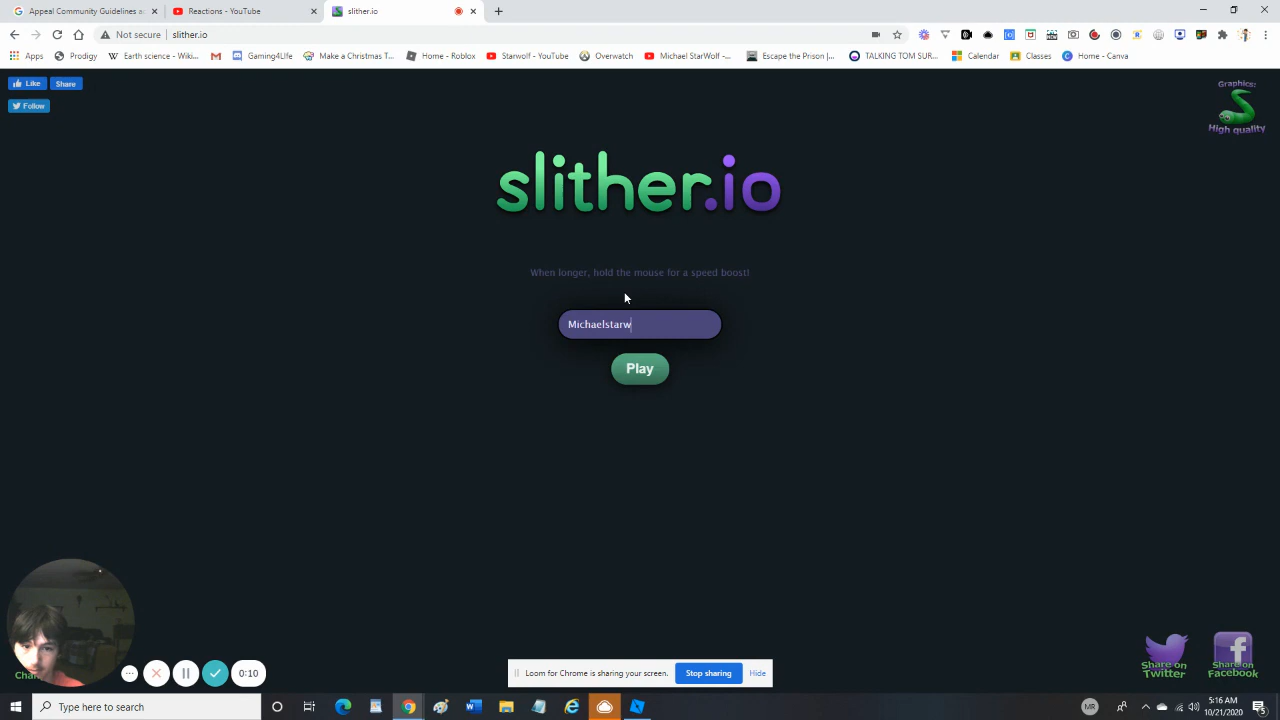 Appeal Community Guidelines a
Reactions - YouTube
slither.io
Not secure | slither.io
Apps
Prodigy
Earth science - Wiki...
Gaming4Life
Make a Christmas T...
Home - Roblox
Starwolf - YouTube
Overwatch
Michael StarWolf -...
Escape the Prison |...
TALKING TOM SUR...
Calendar
Classes
Home - Canva
Like
Share
Follow
Graphics:
High quality
slither.io
When longer, hold the mouse for a speed boost!
Michaelstarw
Play
Cha
0:10
Loom for Chrome is sharing your screen.
Stop sharing
Hide
Share on
Twitter
Share on
Facebook
Type here to search
MR
5:16 AM
10/21/2020